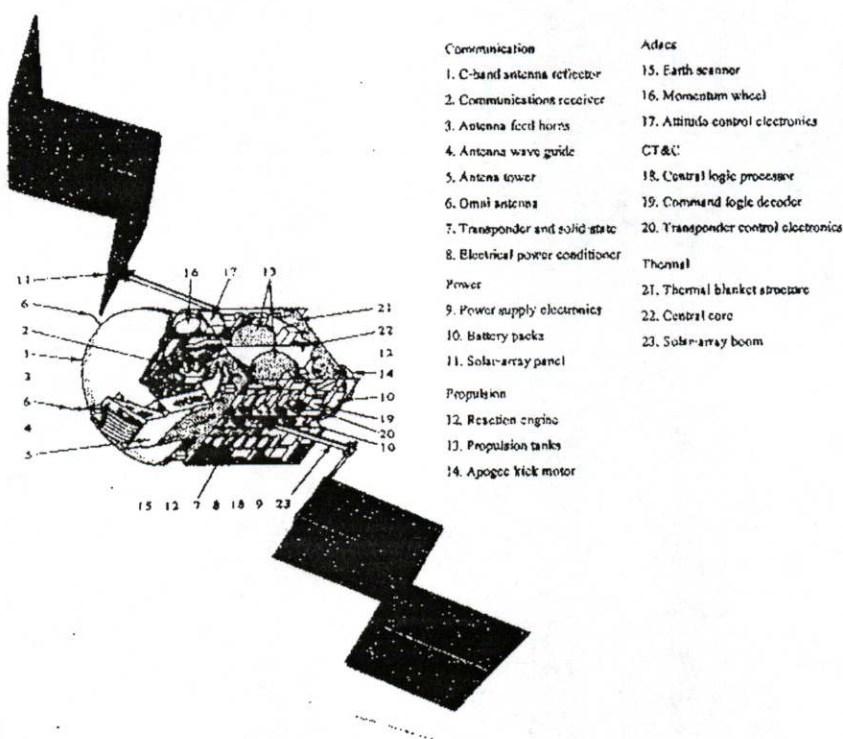 Communication
1. C-band antenna reflector
2. Communications receiver
3. Antenna feed horns
4. Antenna wave guide
5. Antena tower
6. Omni antenna
7. Transponder and solid-state
8. Electrical power conditioner
Power
9. Power supply electronics
10. Battery packs
11. Solar-array panel
Propulsion
12. Reaction engine
13. Propulsion tanks
14. Apogee kick motor
Adacs
15. Earth scanner
16. Momentum wheel
17. Attitude control electronics
CT&C
18. Central logic processor
19. Command logic decoder
20. Transponder control electronics
Thermal
21. Thermal blanket structure
22. Central core
23. Solar-array boom
11 16 17 13
6 21
2 22
1 12
3 14
6 10
4 19
20
5 10
15 12 7 8 18 9 23